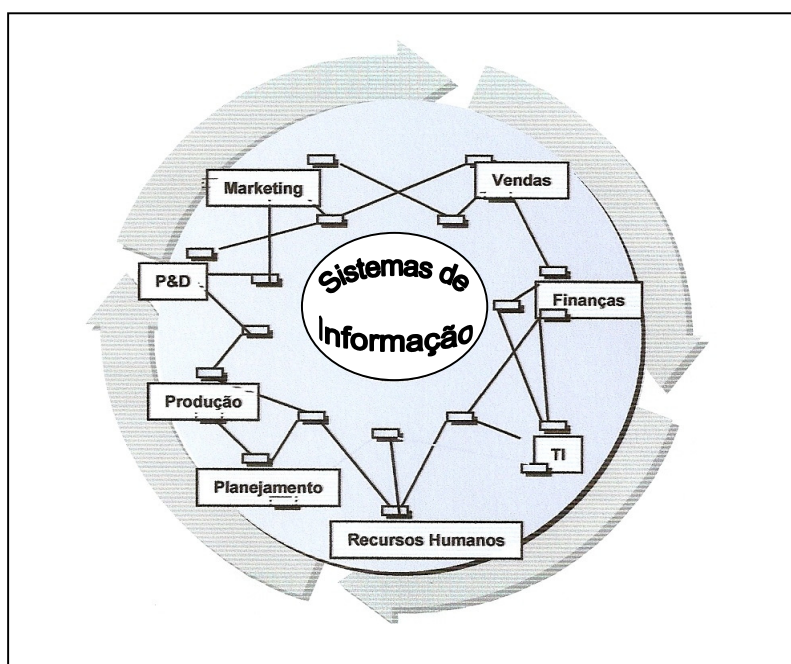 Marketing
Vendas
Sistemas de
Informação
P&D
Finanças
Produção
TI
Planejamento
Recursos Humanos